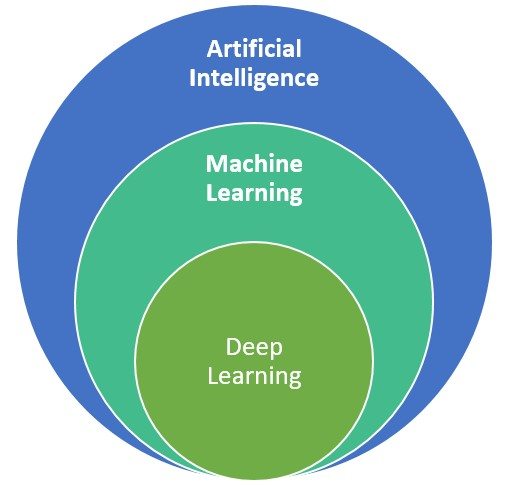 Artificial
Intelligence
Machine
Learning
Deep
Learning